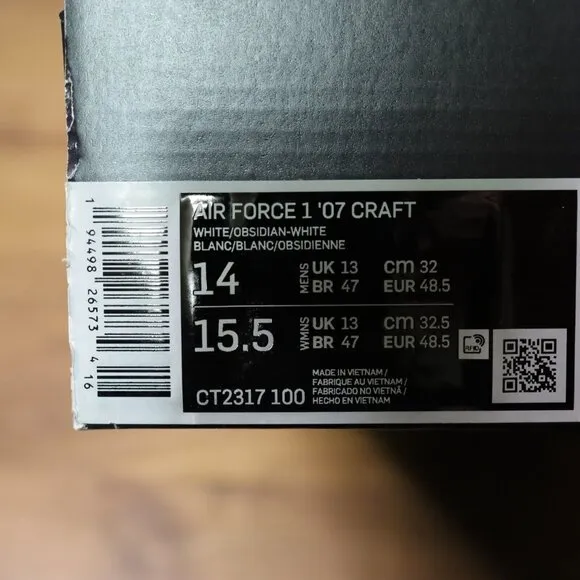 AIR FORCE 1 '07 CRAFT
WHITE/OBSIDIAN-WHITE
BLANC/BLANC/OBSIDIENNE
14 MENS UK 13 cm 32
BR 47 EUR 48.5
15.5 WMNS UK 13 cm 32.5
BR 47 EUR 48.5
RFID
CT2317 100
MADE IN VIETNAM /
FABRIQUE AU VIETNAM /
FABRICADO NO VIETNÃ /
HECHO EN VIETNAM
1 94498 26573 4 16